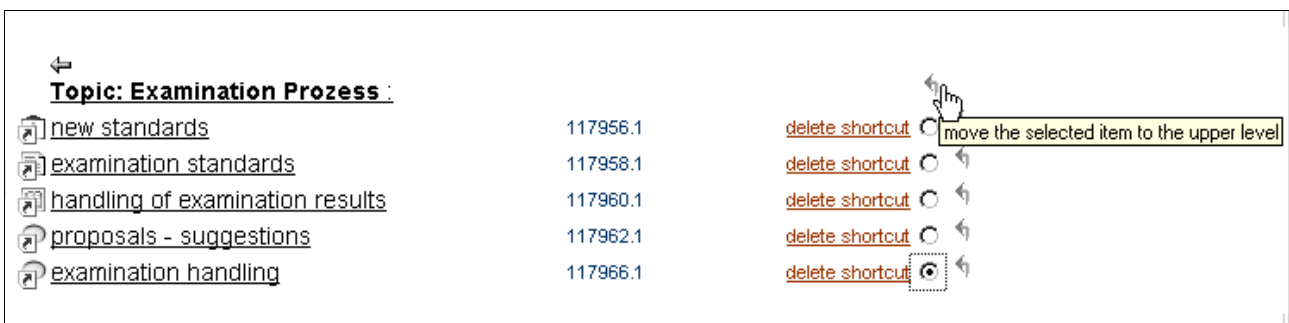 Topic: Examination Prozess :
new standards 117956.1 delete shortcut move the selected item to the upper level
examination standards 117958.1 delete shortcut
handling of examination results 117960.1 delete shortcut
proposals - suggestions 117962.1 delete shortcut
examination handling 117966.1 delete shortcut